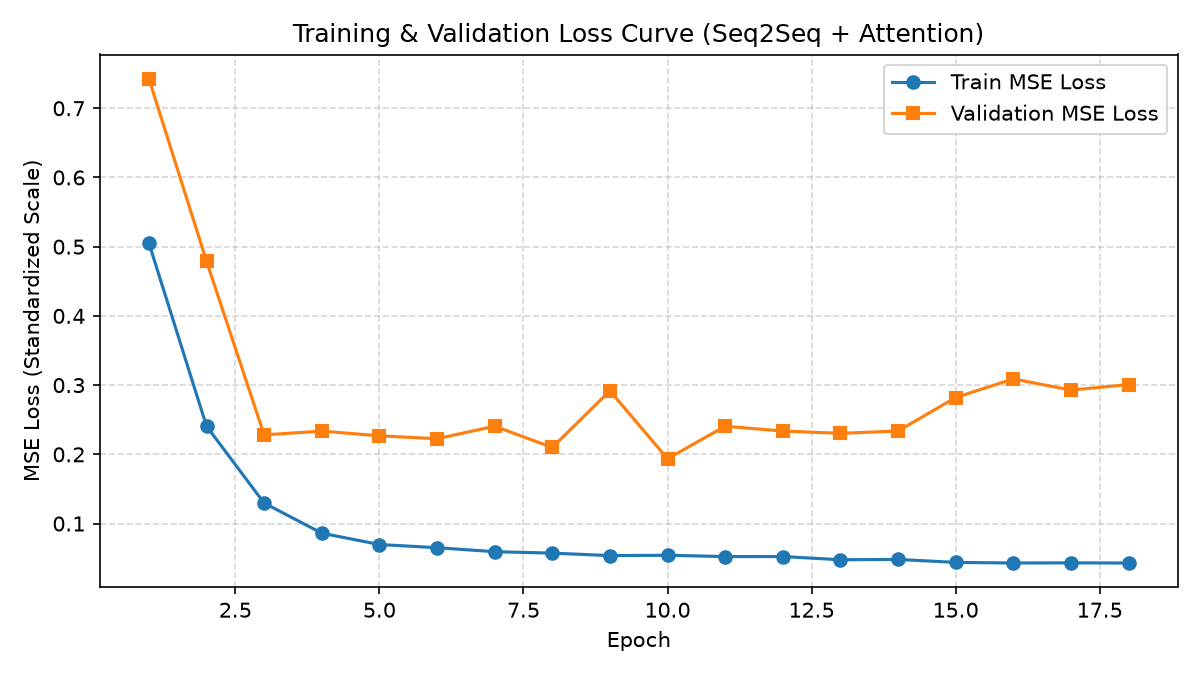 Training & Validation Loss Curve (Seq2Seq + Attention)
Train MSE Loss
Validation MSE Loss
MSE Loss (Standardized Scale)
0.7
0.6
0.5
0.4
0.3
0.2
0.1
2.5 5.0 7.5 10.0 12.5 15.0 17.5
Epoch